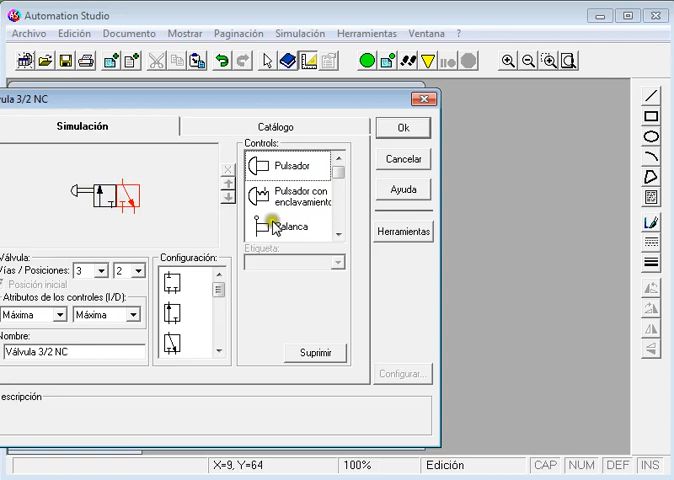 Automation Studio
Archivo Edición Documento Mostrar Paginación Simulación Herramientas Ventana ?
vula 3/2 NC
Simulación Catálogo
Controls:
Pulsador
Pulsador con
enclavamiento
Palanca
Etiqueta:
Suprimir
Ok
Cancelar
Ayuda
Herramientas
Configurar...
Válvula:
Vías / Posiciones: 3 2
Posición inicial
Atributos de los controles (I/D):
Máxima Máxima
Nombre:
Válvula 3/2 NC
Configuración:
escripción
X=9, Y=64 100% Edición CAP NUM DEF INS